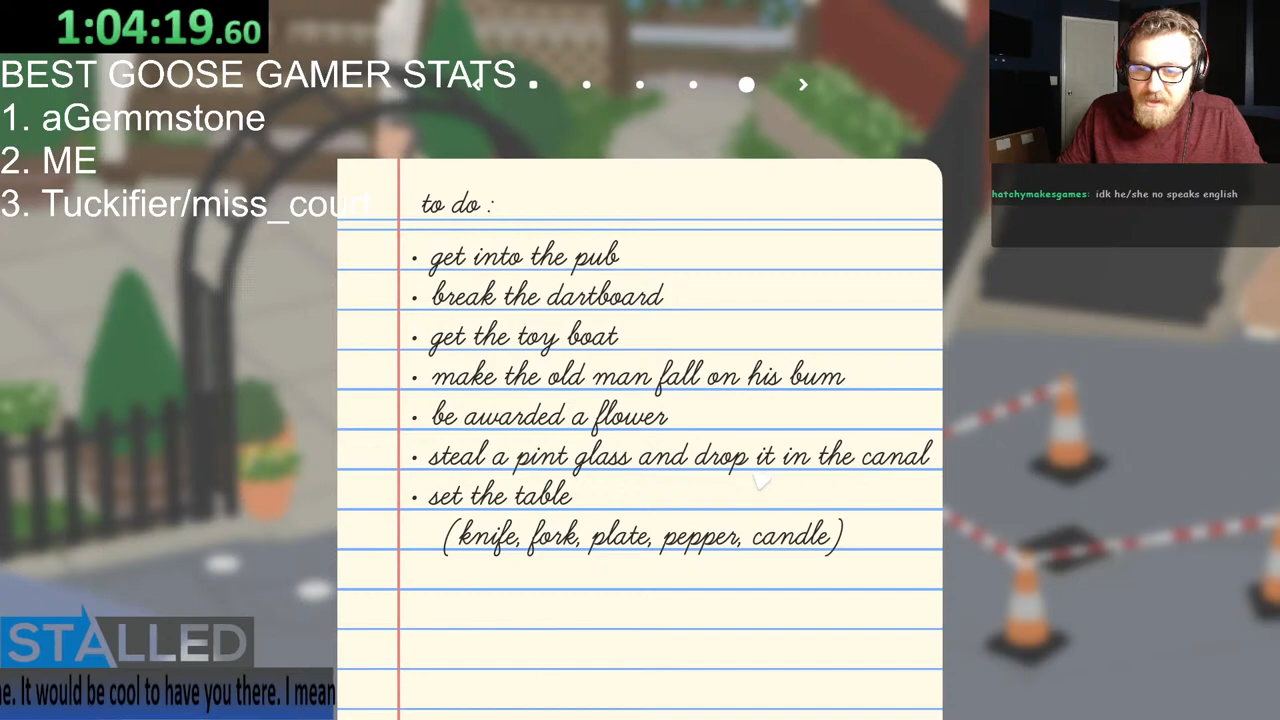 1:04:19.60
BEST GOOSE GAMER STATS
1. aGemmstone
2. ME
3. Tuckifier/miss_court
hatchymakesgames: idk he/she no speaks english
to do :
• get into the pub
• break the dartboard
• get the toy boat
• make the old man fall on his bum
• be awarded a flower
• steal a pint glass and drop it in the canal
• set the table
(knife, fork, plate, pepper, candle)
STALLED
e. It would be cool to have you there. I mean